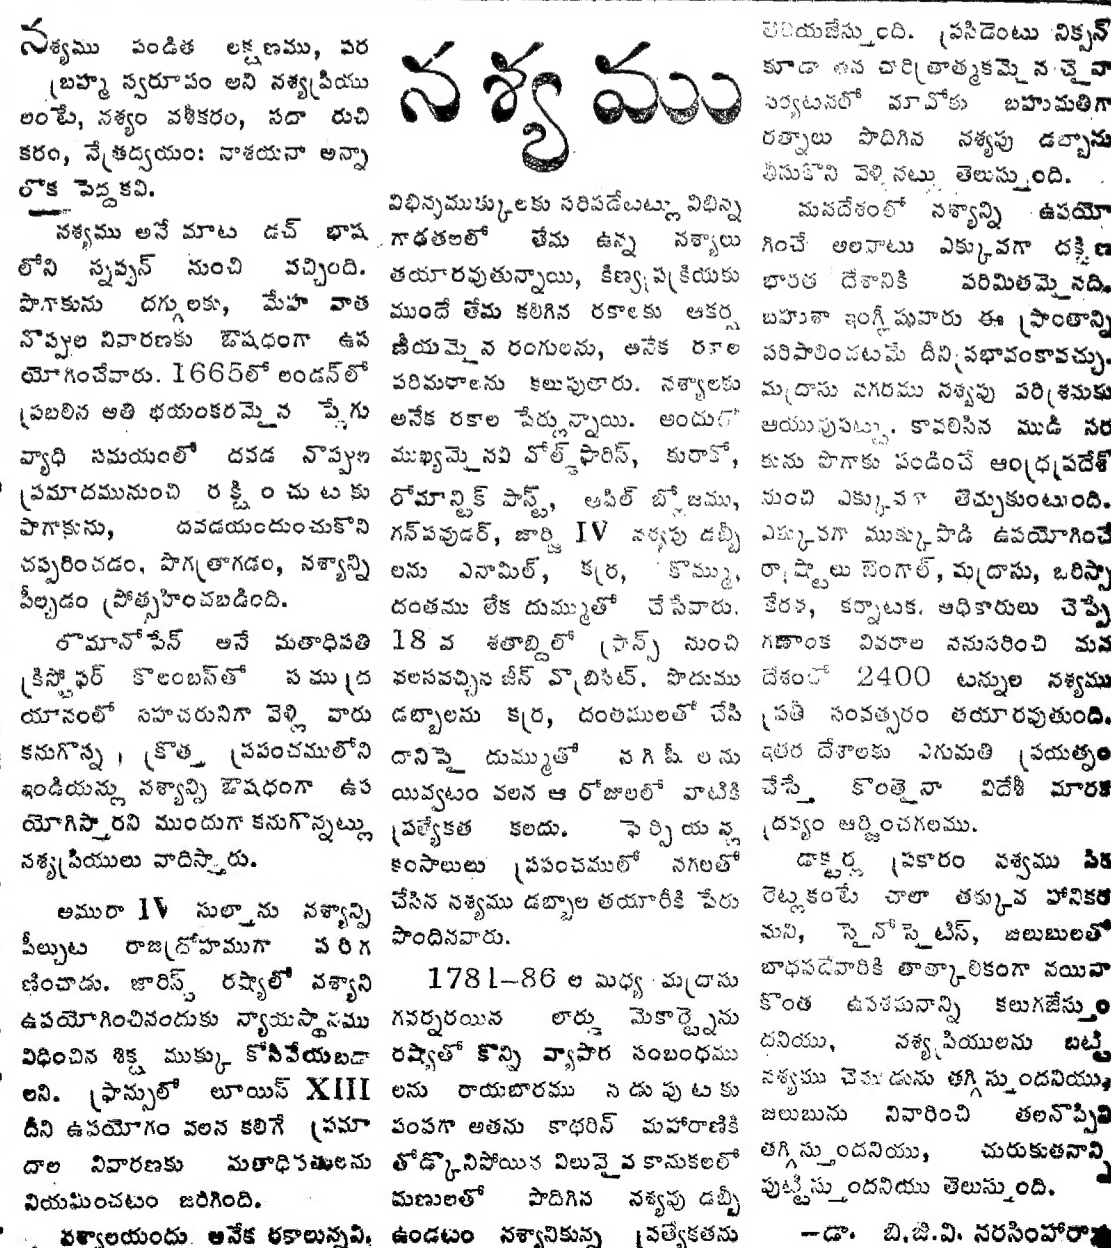 నశ్యము
నశ్యము పండిత లక్షణము, పర
బ్రహ్మ స్వరూపం అని నశ్యప్రియు
లంటే, నశ్యం వశీకరం, సదా రుచి
కరం, నేత్రద్వయం: నాశయనా అన్నా
రొక పెద్దకవి.
నశ్యము అనే మాట డచ్ భాష
లోని స్నప్పన్ నుంచి వచ్చింది.
పొగాకును దగ్గులకు, మేహ వాత
నొప్పుల నివారణకు ఔషధంగా ఉప
యోగించేవారు. 1665లో లండన్‌లో
ప్రబలిన అతి భయంకరమైన ప్లేగు
వ్యాధి సమయంలో దవడ నొప్పుల
ప్రమాదమునుంచి రక్షించుటకు
పొగాకును, దవడయందుంచుకొని
చప్పరించడం, పొగత్రాగడం, నశ్యాన్ని
పీల్చడం ప్రోత్సహించబడింది.
రొమానోపేన్ అనే మతాధిపతి
క్రిస్టోఫర్ కొలంబస్‌తో సముద్ర
యానంలో సహచరునిగా వెళ్లి వారు
కనుగొన్న క్రొత్త ప్రపంచములోని
ఇండియన్లు నశ్యాన్ని ఔషధంగా ఉప
యోగిస్తారని ముందుగా కనుగొన్నట్లు
నశ్యప్రియులు వాదిస్తారు.
అమురా IV సుల్తాను నశ్యాన్ని
పీల్చుట రాజద్రోహముగా పరిగ
ణించాడు. జారిస్ట్ రష్యాలో నశ్యాని
ఉపయోగించినందుకు న్యాయస్థానము
విధించిన శిక్ష ముక్కు కోసివేయబడా
లని. ఫ్రాన్సులో లూయిస్ XIII
దీని ఉపయోగం వలన కలిగే ప్రమా
దాల నివారణకు మతాధిపతులను
నియమించటం జరిగింది.
నశ్యాలయందు అనేక రకాలున్నవి.
విభిన్నముక్కులకు సరిపడేటట్లు విభిన్న
గాఢతలలో తేమ ఉన్న నశ్యాలు
తయారవుతున్నాయి, కిణ్వప్రక్రియకు
ముందే తేమ కలిగిన రకాలకు ఆకర్ష
ణీయమైన రంగులను, అనేక రకాల
పరిమళాలను కలుపుతారు. నశ్యాలకు
అనేక రకాల పేర్లున్నాయి. అందులో
ముఖ్యమైనవి హోల్మ్‌ఫారిస్, కురాకో,
రోమాన్టిక్ పాస్ట్, ఆపిల్ బ్లోజము,
గన్‌పవుడర్, జార్జి IV నశ్యపు డబ్బీ
లను ఎనామిల్, కర్ర, కొమ్ము,
దంతము లేక దుమ్ముతో చేసేవారు.
18 వ శతాబ్దిలో ఫ్రాన్స్ నుంచి
వలసవచ్చిన జీన్ వొబ్రిసిట్. పొడుము
డబ్బాలను కర్ర, దంతములతో చేసి
దానిపై దుమ్ముతో నగిషీలను
యివ్వటం వలన ఆ రోజులలో వాటికి
ప్రత్యేకత కలదు. పెర్షియన్ల
కంసాలులు ప్రపంచములో నగలతో
చేసిన నశ్యము డబ్బాల తయారీకి పేరు
పొందినవారు.
1781–86 ల మధ్య మద్రాసు
గవర్నరయిన లార్డు మెకార్ట్నెను
రష్యాతో కొన్ని వ్యాపార సంబంధము
లను రాయబారము నడుపుటకు
పంపగా అతను కాథరిన్ మహారాణికి
తోడ్కొనిపోయిన విలువైన కానుకలలో
మణులతో పొదిగిన నశ్యపు డబ్బీ
ఉండటం నశ్యానికున్న ప్రత్యేకతను
తెలియజేస్తుంది. ప్రసిడెంటు నిక్సన్
కూడా తన చారిత్రాత్మకమైన చైనా
పర్యటనలో మావోకు బహుమతిగా
రత్నాలు పొదిగిన నశ్యపు డబ్బాను
తీసుకొని వెళ్లినట్లు తెలుస్తుంది.
మనదేశంలో నశ్యాన్ని ఉపయో
గించే అలవాటు ఎక్కువగా దక్షిణ
భారత దేశానికి పరిమితమైనది.
బహుశా ఇంగ్లీషువారు ఈ ప్రాంతాన్ని
పరిపాలించటమే దీని ప్రభావంకావచ్చు.
మద్రాసు నగరము నశ్యపు పరిశ్రమకు
ఆయువుపట్టు. కావలిసిన ముడి సర
కును పొగాకు పండించే ఆంధ్రప్రదేశ్
నుంచి ఎక్కువగా తెచ్చుకుంటుంది.
ఎక్కువగా ముక్కుపొడి ఉపయోగించే
రాష్ట్రాలు బెంగాల్, మద్రాసు, ఒరిస్సా
కేరళ, కర్నాటక. అధికారులు చెప్పే
గణాంక వివరాల ననుసరించి మన
దేశంలో 2400 టన్నుల నశ్యము
ప్రతీ సంవత్సరం తయారవుతుంది.
ఇతర దేశాలకు ఎగుమతి ప్రయత్నం
చేస్తే కొంతైనా విదేశీ మారక
ద్రవ్యం ఆర్జించగలము.
డాక్టర్ల ప్రకారం నశ్యము సిగ
రెట్లకంటే చాలా తక్కువ హానికర
మని, సైనోసైటిస్, జలుబులతో
బాధపడేవారికి తాత్కాలికంగా నయినా
కొంత ఉపశమనాన్ని కలుగజేస్తుం
దనియు, నశ్యప్రియులను బట్టి
నశ్యము చెముడును తగ్గిస్తుందనియు,
జలుబును నివారించి తలనొప్పిని
తగ్గిస్తుందనియు, చురుకుతనాన్ని
పుట్టిస్తుందనియు తెలుస్తుంది.
—డా. బి.జి.వి. నరసింహారావు